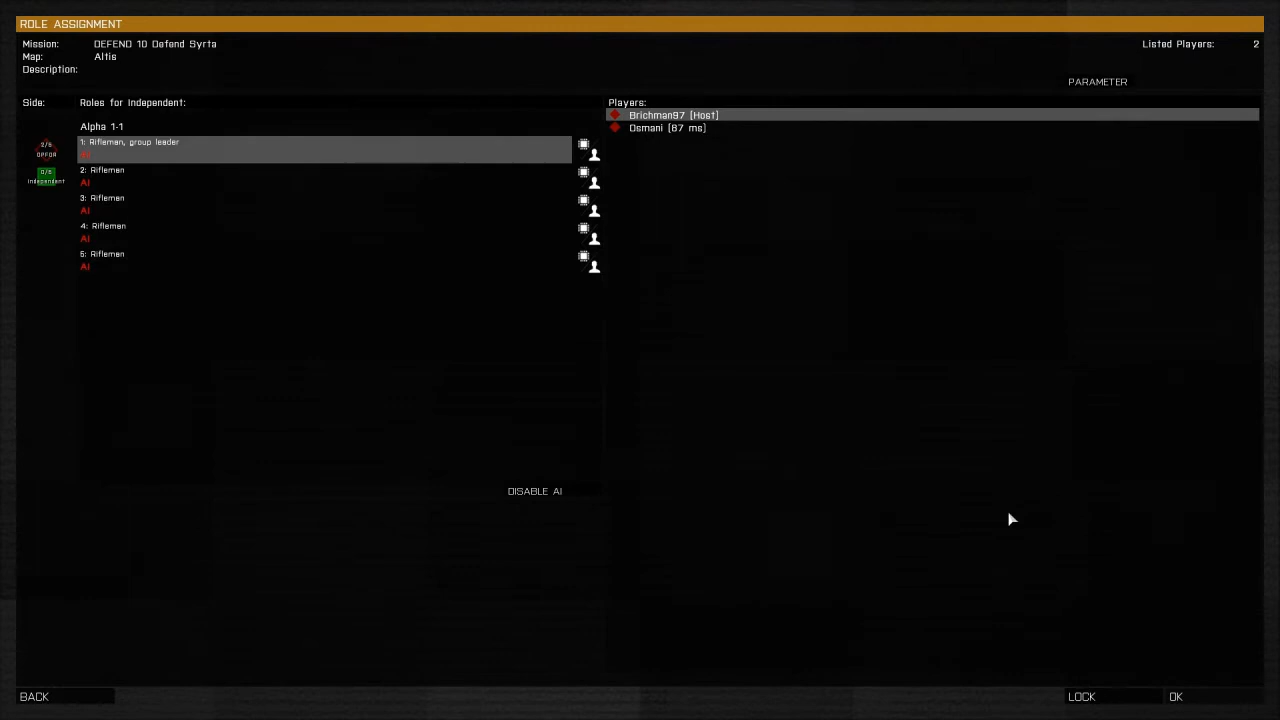 ROLE ASSIGNMENT
Mission: DEFEND 10 Defend Syrta
Listed Players: 2
Map: Altis
Description:
PARAMETER
Side: Roles for Independent:
Players:
Alpha 1-1
Brichman97 (Host)
Osmani (87 ms)
1: Rifleman, group leader
AI
OPFOR
Independent
2: Rifleman
AI
3: Rifleman
AI
4: Rifleman
AI
5: Rifleman
AI
DISABLE AI
BACK
LOCK
OK